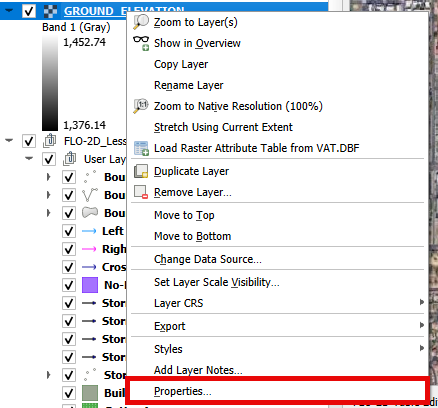 GROUND_ELEVATION
Band 1 (Gray)
1,452.74
1,376.14
FLO-2D_Less
User Lay
Bou
Bou
Bou
Left
Righ
Cros
No-
Stor
Stor
Stor
Stor
Stor
Buil
Zoom to Layer(s)
Show in Overview
Copy Layer
Rename Layer
Zoom to Native Resolution (100%)
Stretch Using Current Extent
Load Raster Attribute Table from VAT.DBF
Duplicate Layer
Remove Layer...
Move to Top
Move to Bottom
Change Data Source...
Set Layer Scale Visibility...
Layer CRS
Export
Styles
Add Layer Notes...
Properties...